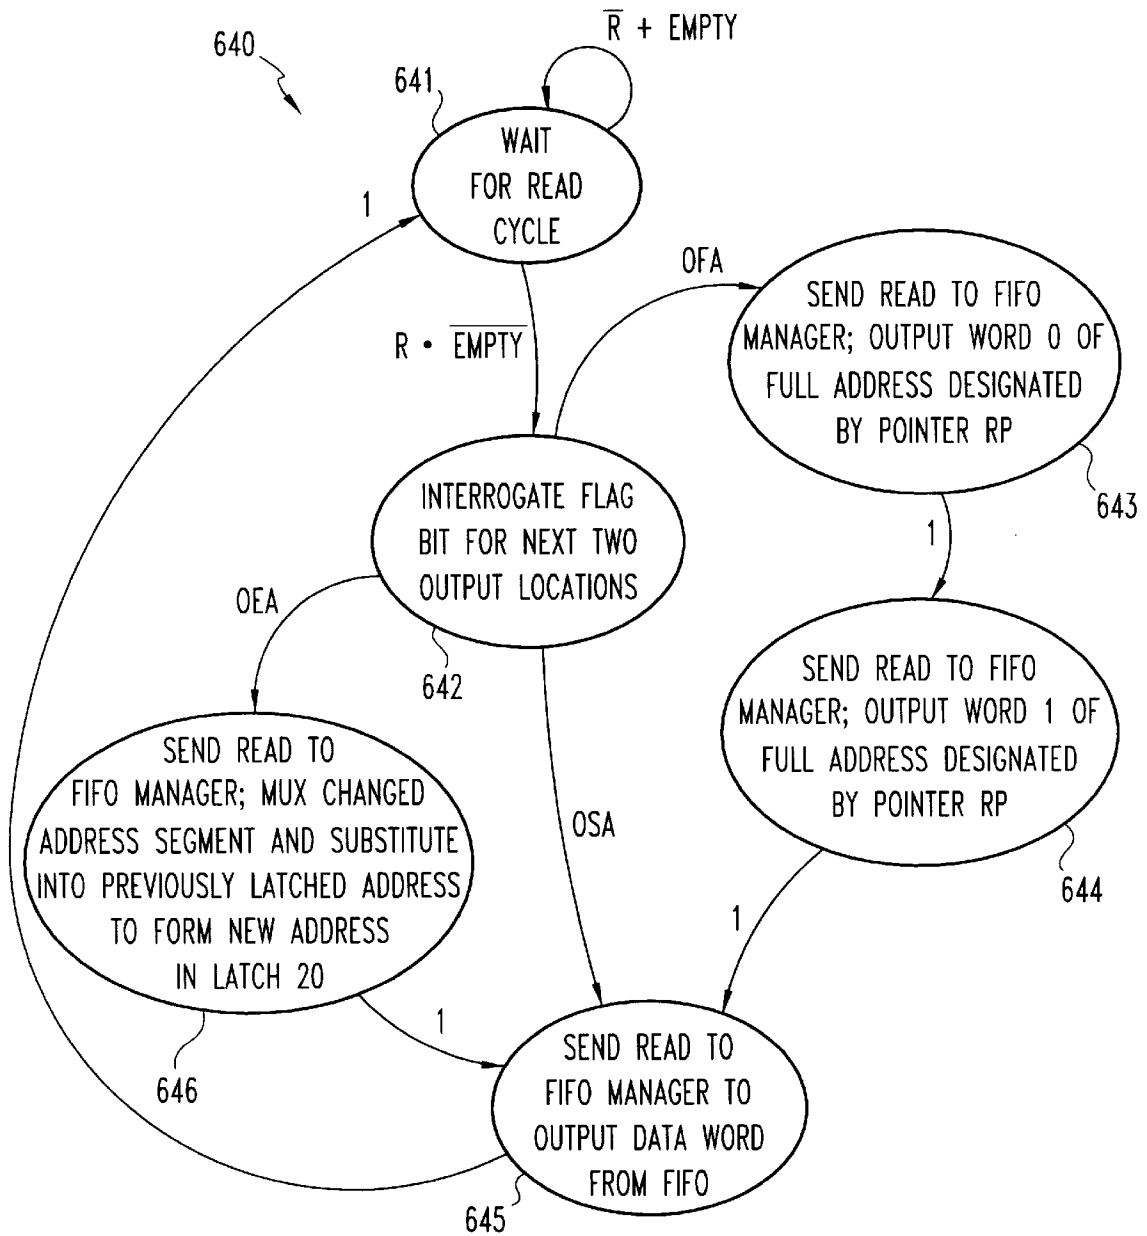 R̅ + EMPTY
640
641
WAIT
FOR READ
CYCLE
1
OFA
R • E̅M̅P̅T̅Y̅
SEND READ TO FIFO
MANAGER; OUTPUT WORD 0 OF
FULL ADDRESS DESIGNATED
BY POINTER RP
643
INTERROGATE FLAG
BIT FOR NEXT TWO
OUTPUT LOCATIONS
642
1
OEA
SEND READ TO FIFO
MANAGER; OUTPUT WORD 1 OF
FULL ADDRESS DESIGNATED
BY POINTER RP
644
SEND READ TO
FIFO MANAGER; MUX CHANGED
ADDRESS SEGMENT AND SUBSTITUTE
INTO PREVIOUSLY LATCHED ADDRESS
TO FORM NEW ADDRESS
IN LATCH 20
646
OSA
1
1
SEND READ TO
FIFO MANAGER TO
OUTPUT DATA WORD
FROM FIFO
645